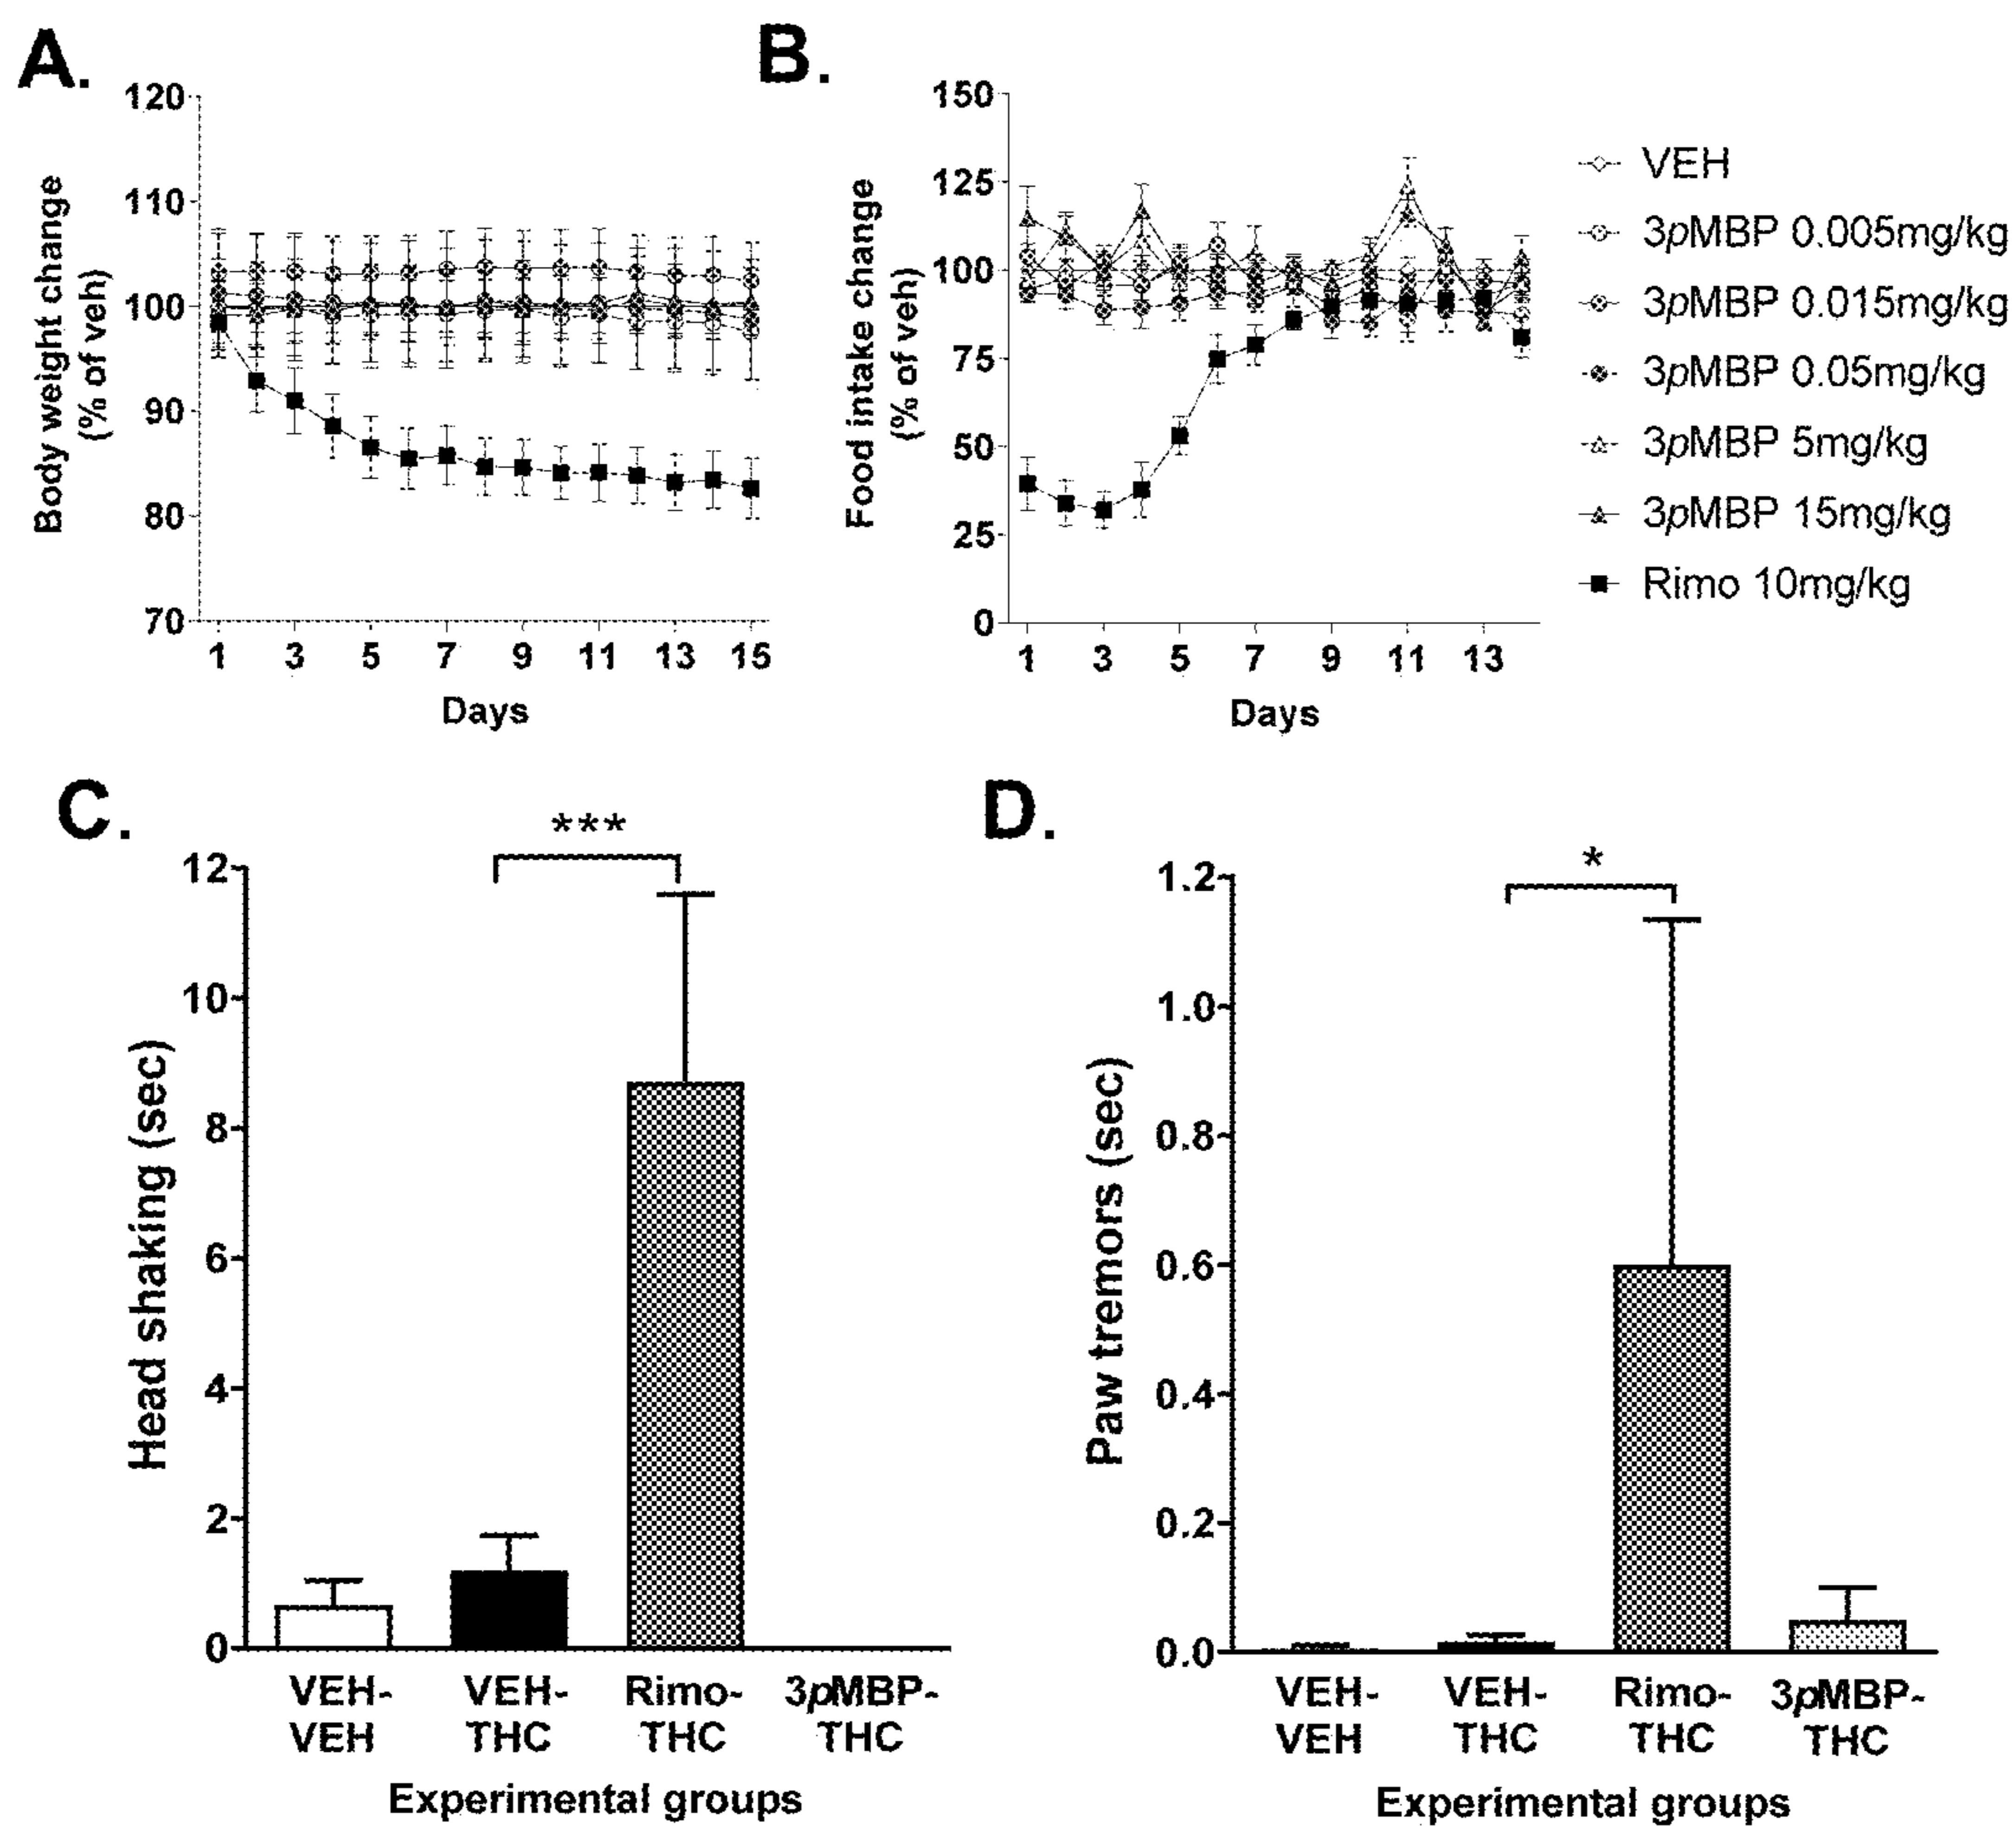 A.
120
110
100
90
80
70
Body weight change
(% of veh)
1 3 5 7 9 11 13 15
Days
B.
150
125
100
75
50
25
0
Food intake change
(% of veh)
1 3 5 7 9 11 13
Days
VEH
3pMBP 0.005mg/kg
3pMBP 0.015mg/kg
3pMBP 0.05mg/kg
3pMBP 5mg/kg
3pMBP 15mg/kg
Rimo 10mg/kg
C.
***
12
10
8
6
4
2
0
Head shaking (sec)
VEH- VEH- Rimo- 3pMBP-
VEH THC THC THC
Experimental groups
D.
*
1.2
1.0
0.8
0.6
0.4
0.2
0.0
Paw tremors (sec)
VEH- VEH- Rimo- 3pMBP-
VEH THC THC THC
Experimental groups